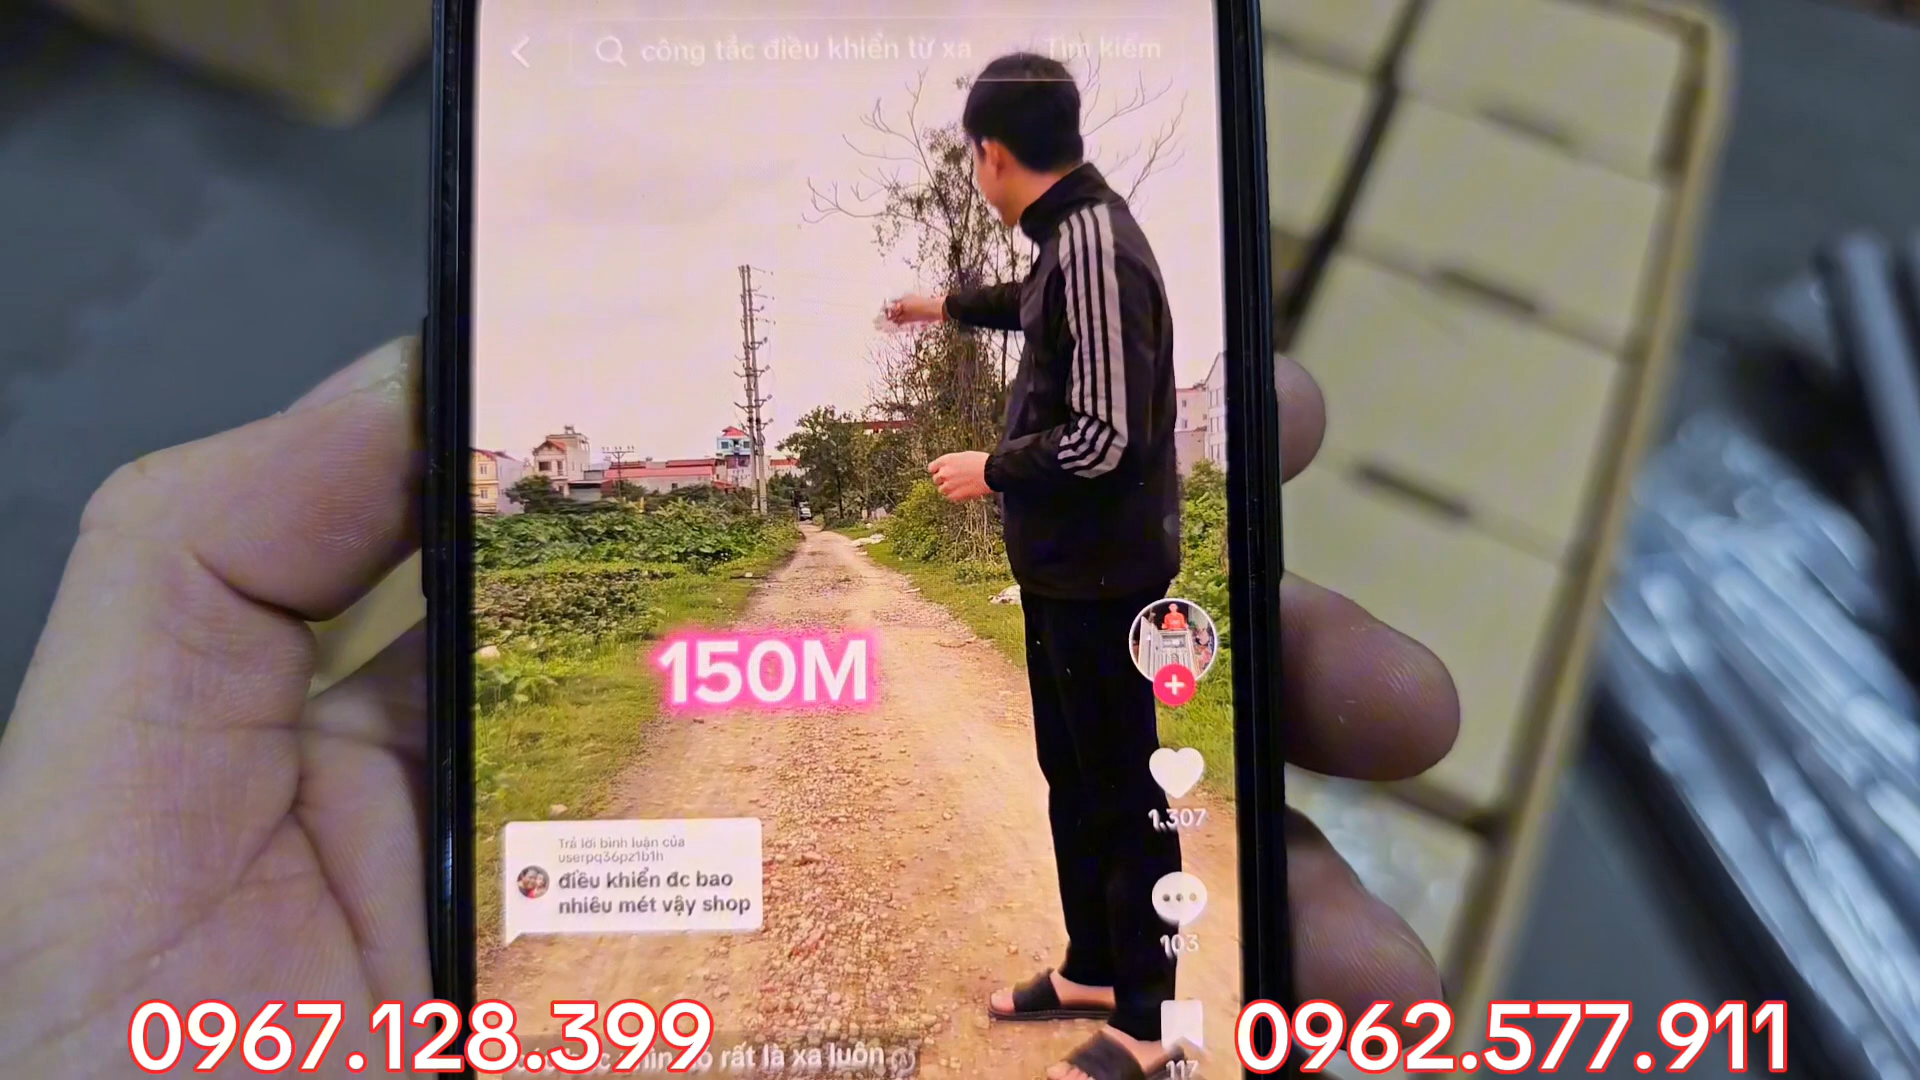 công tắc điều khiển từ xa
Tìm kiếm
150M
1.307
Trả lời bình luận của
userpq36pz1b1h
điều khiển đc bao
nhiêu mét vậy shop
103
rất là xa luôn
117
0967.128.399
0962.577.911